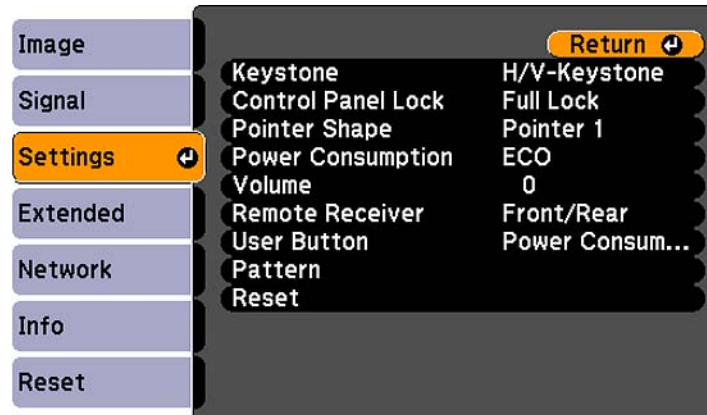 Image
Signal
Settings
Extended
Network
Info
Reset
Return
Keystone H/V-Keystone
Control Panel Lock Full Lock
Pointer Shape Pointer 1
Power Consumption ECO
Volume 0
Remote Receiver Front/Rear
User Button Power Consum...
Pattern
Reset